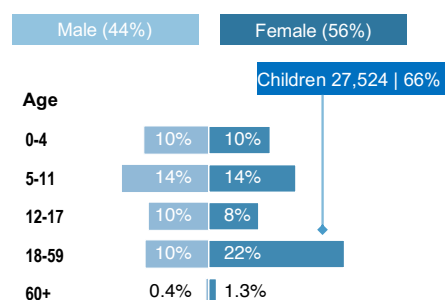 Male (44%) Female (56%)
Children 27,524 | 66%
Age
0-4 10% 10%
5-11 14% 14%
12-17 10% 8%
18-59 10% 22%
60+ 0.4% 1.3%